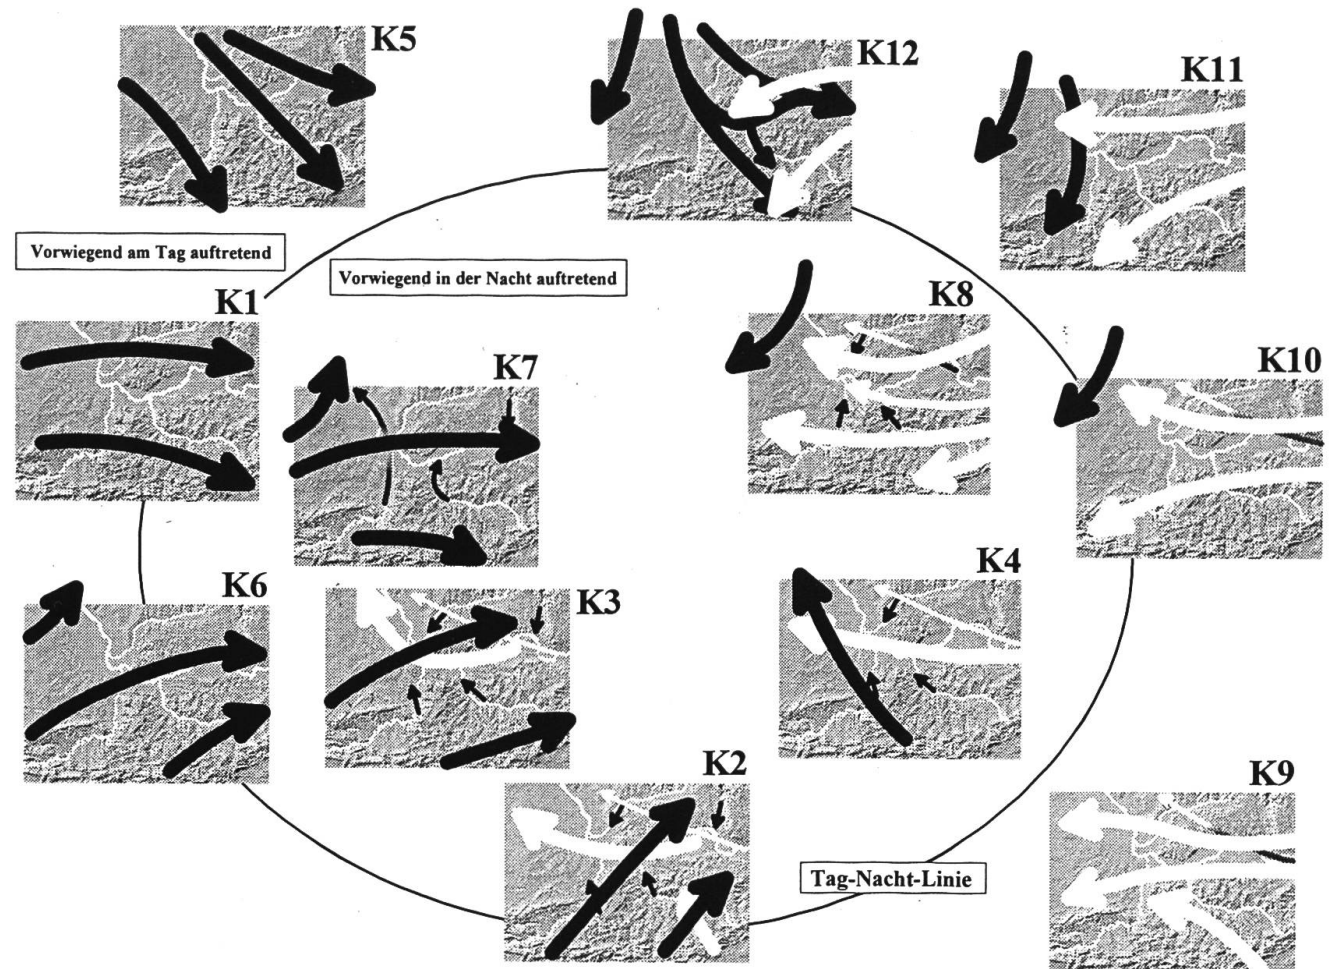 K5
K12
K11
Vorwiegend am Tag auftretend
Vorwiegend in der Nacht auftretend
K1
K8
K7
K10
K6
K3
K4
K2
K9
Tag-Nacht-Linie